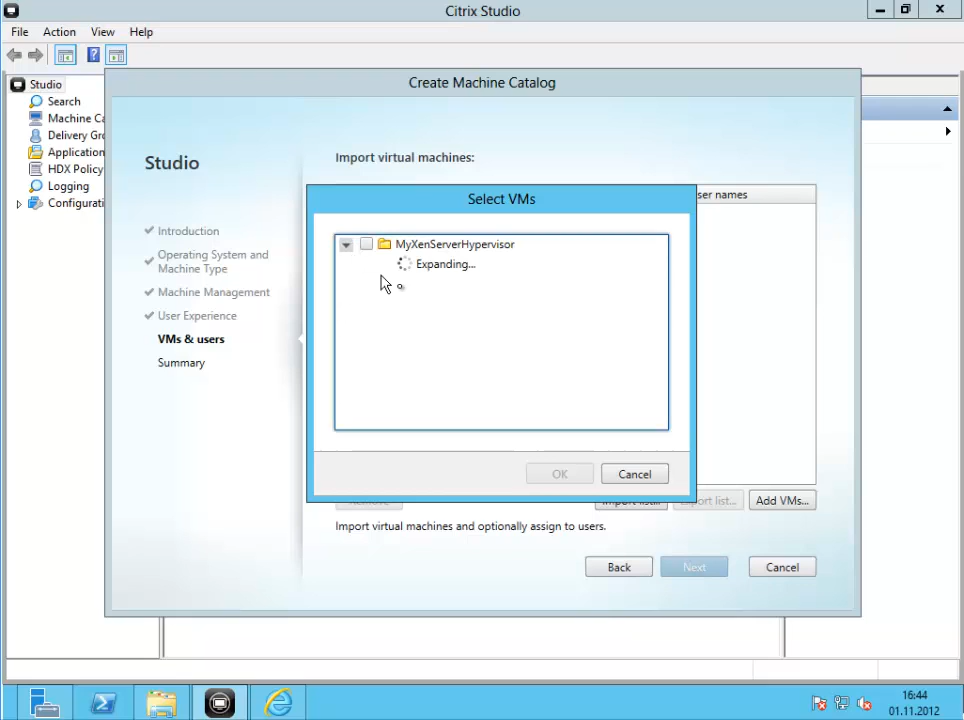 Citrix Studio
File Action View Help
Studio
Search
Machine Ca
Delivery Gro
Application
HDX Policy
Logging
Configurati
Create Machine Catalog
Studio
Introduction
Operating System and
Machine Type
Machine Management
User Experience
VMs & users
Summary
Import virtual machines:
ser names
Select VMs
MyXenServerHypervisor
Expanding...
OK Cancel
Add VMs...
Import virtual machines and optionally assign to users.
Back Next Cancel
16:44
01.11.2012